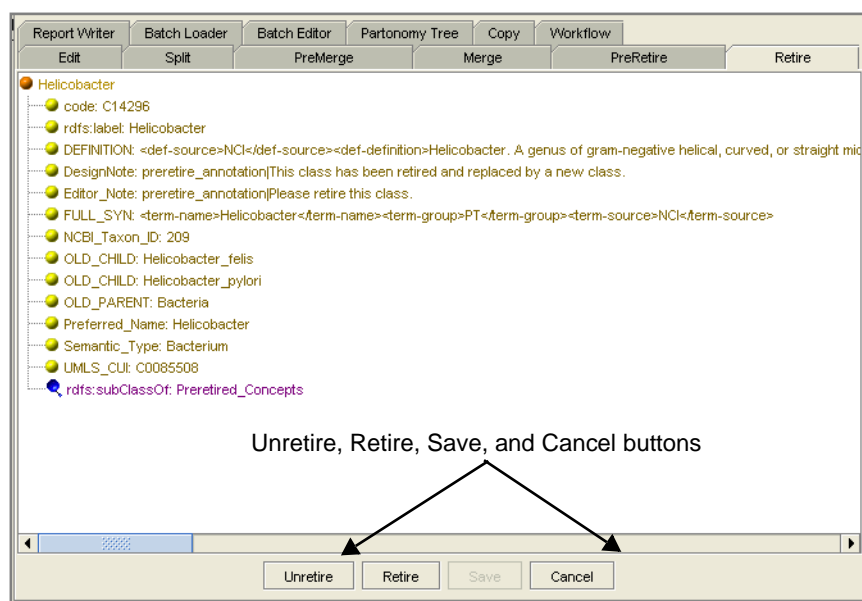 Report Writer Batch Loader Batch Editor Partonomy Tree Copy Workflow
Edit Split PreMerge Merge PreRetire Retire
Helicobacter
code: C14296
rdfs:label: Helicobacter
DEFINITION: <def-source>NCI</def-source><def-definition>Helicobacter. A genus of gram-negative helical, curved, or straight mic
DesignNote: preretire_annotation|This class has been retired and replaced by a new class.
Editor_Note: preretire_annotation|Please retire this class.
FULL_SYN: <term-name>Helicobacter</term-name><term-group>PT</term-group><term-source>NCI</term-source>
NCBI_Taxon_ID: 209
OLD_CHILD: Helicobacter_felis
OLD_CHILD: Helicobacter_pylori
OLD_PARENT: Bacteria
Preferred_Name: Helicobacter
Semantic_Type: Bacterium
UMLS_CUI: C0085508
rdfs:subClassOf: Preretired_Concepts
Unretire, Retire, Save, and Cancel buttons
Unretire Retire Save Cancel